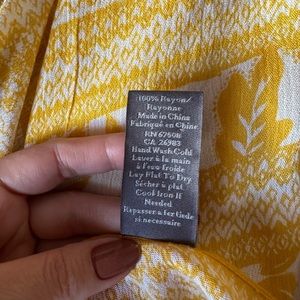 100% Rayon/
Rayonne
Made in China
Fabriqué en Chine
RN 67508
CA 26983
Hand Wash Cold
Laver à la main
à l'eau froide
Lay Flat To Dry
Sécher à plat
Cool Iron If
Needed
Repasser à fer tiède
si nécessaire